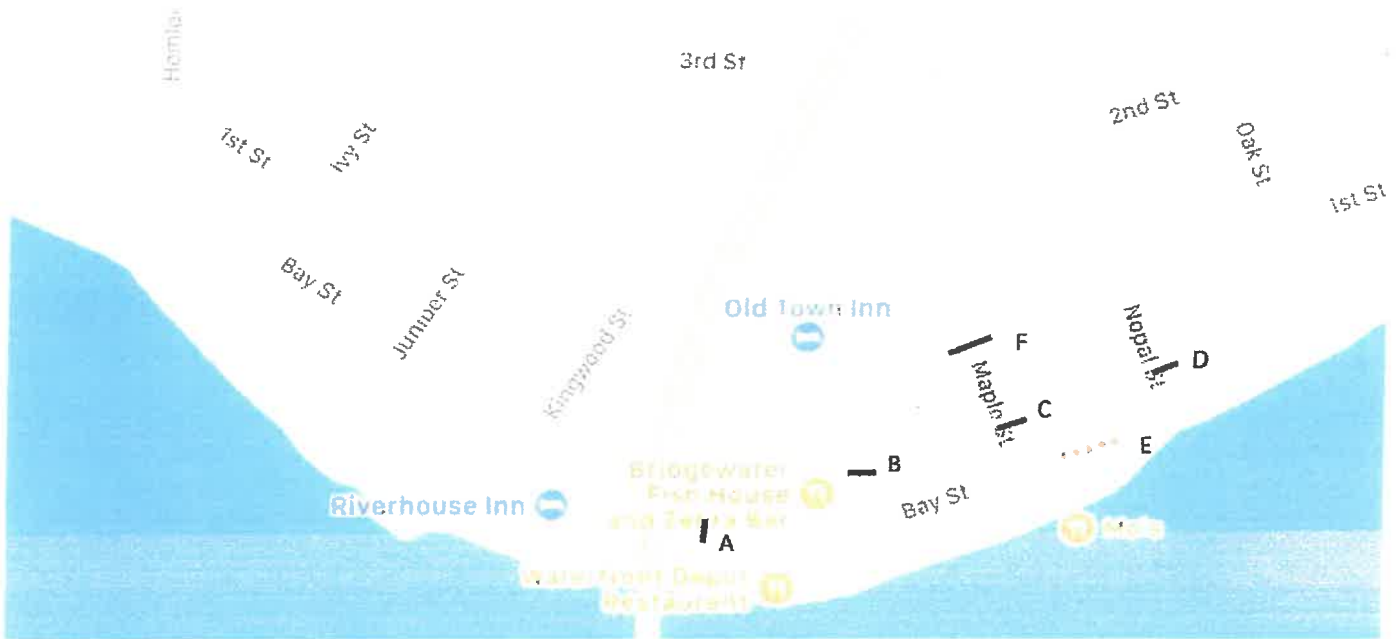 3rd St
2nd St
Oak St
1st St
1st St
Ivy St
Bay St
Juniper St
Kingwood St
Old Town Inn
F
Maple St
Nopal St
D
C
E
B
Bridgewater
Fish House
and Zebra Bar
Bay St
Riverhouse Inn
A
Mo's
Waterfront Depot
Restaurant